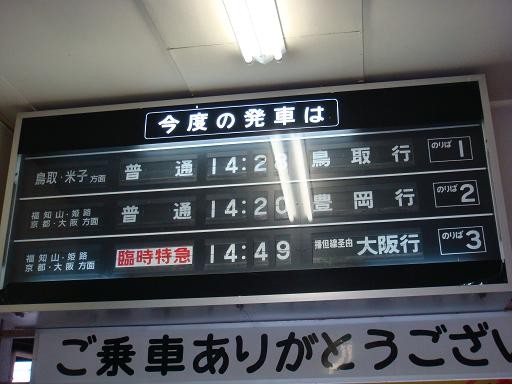 今度の発車は
鳥取・米子方面 普通 14:28 鳥取行 のりば 1
福知山・姫路
京都・大阪方面 普通 14:20 豊岡行 のりば 2
福知山・姫路
京都・大阪方面 臨時特急 14:49 播但線経由 大阪行 のりば 3
ご乗車ありがとうござい